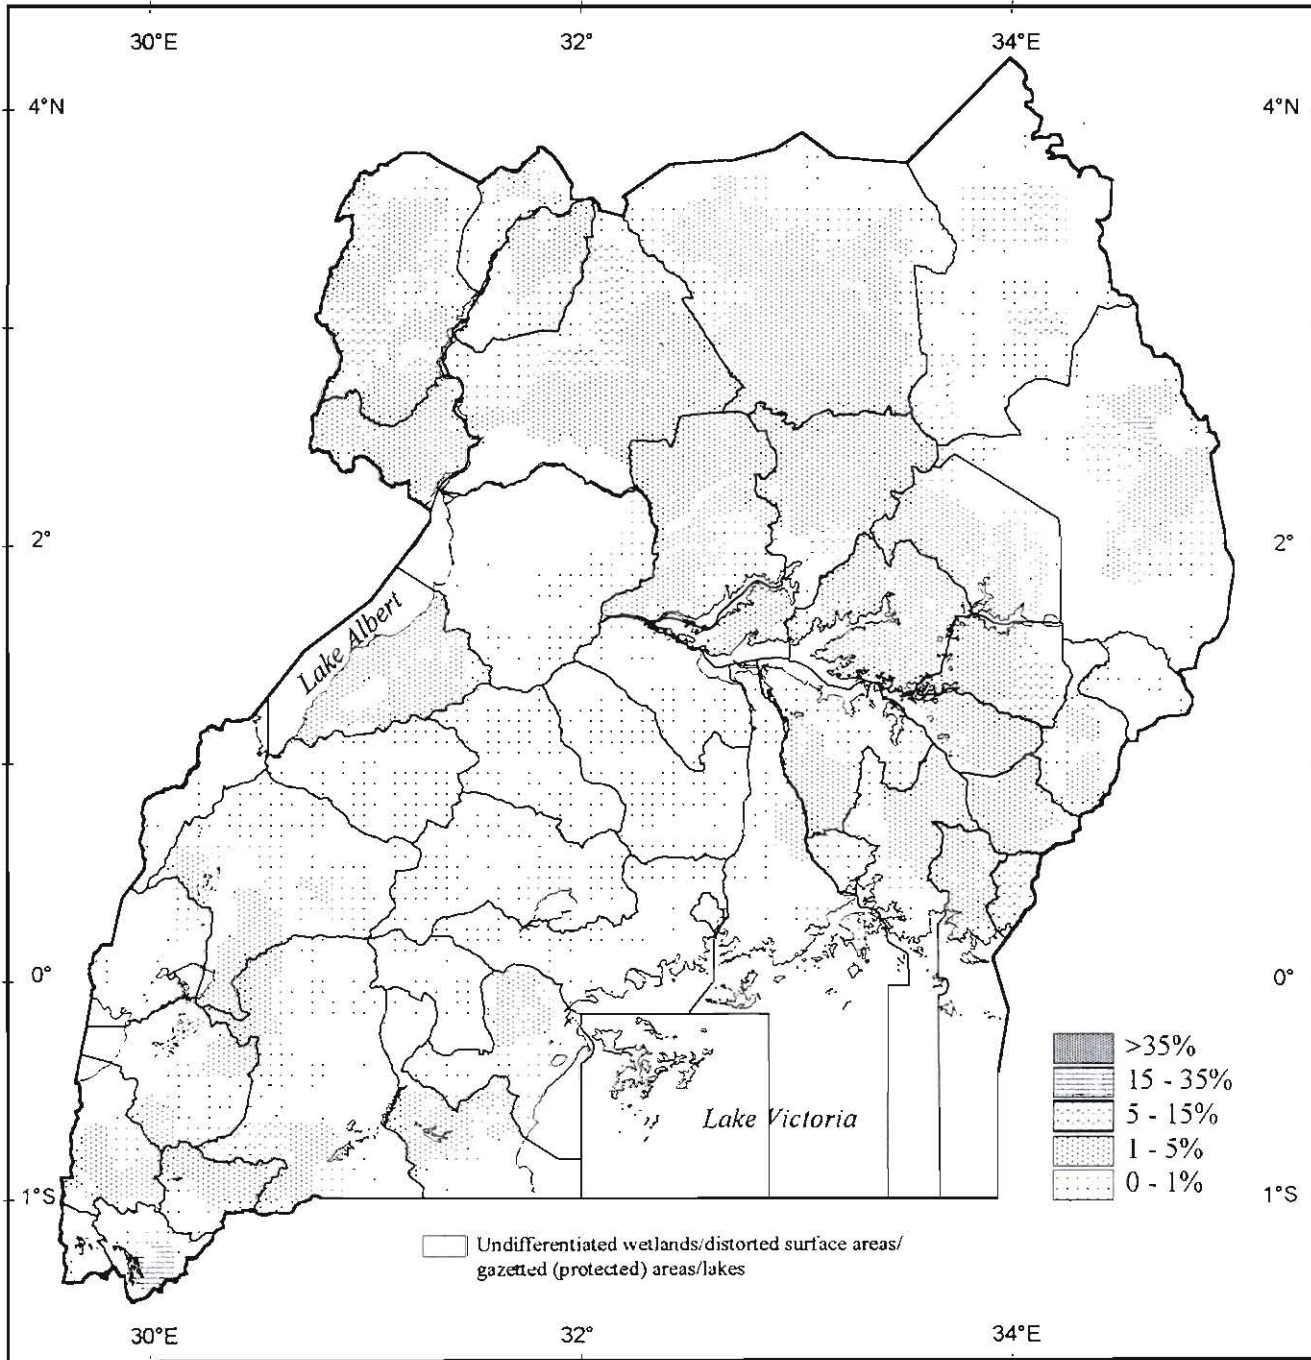 30°E
32°
34°E
4°N
4°N
2°
2°
Lake Albert
0°
0°
>35%
15 - 35%
5 - 15%
1 - 5%
0 - 1%
Lake Victoria
1°S
1°S
Undifferentiated wetlands/distorted surface areas/
gazetted (protected) areas/lakes
30°E
32°
34°E